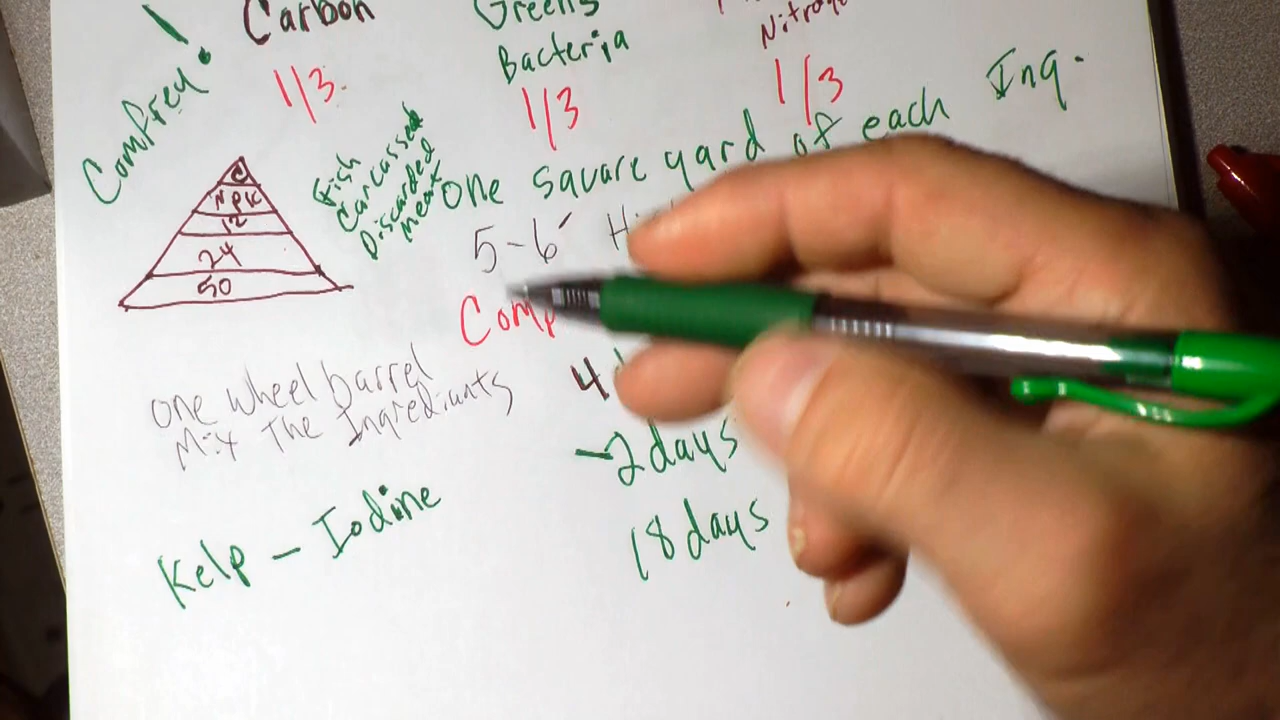 Carbon
Greens
Bacteria
1/3
1/3
1/3
Comfrey!
Fish
Carcasses
Discarded
Meat
One square yard of each Ing.
5-6'
C
N P K
12
24
50
one wheel barrel
Mix The Ingrediants
4
-2 days
18 days
Kelp - Iodine